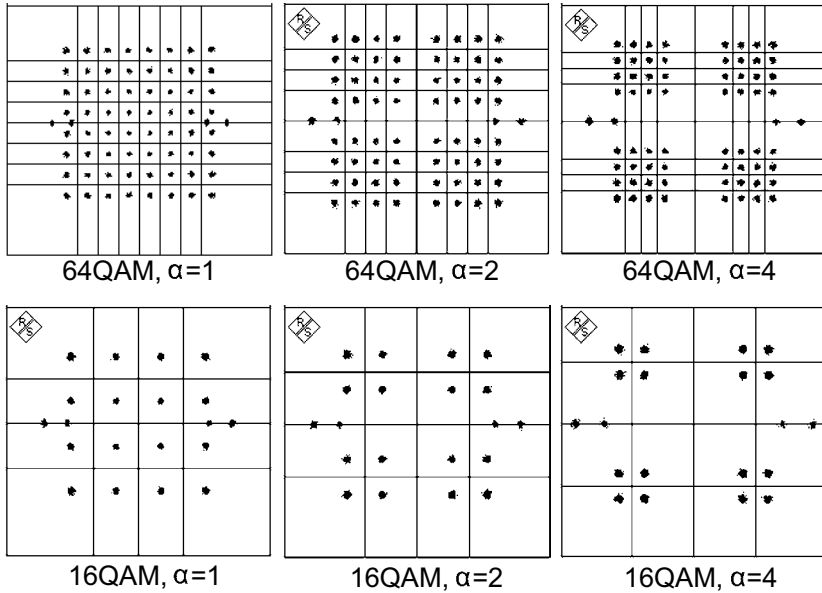 R S
R S
64QAM, α=1
64QAM, α=2
64QAM, α=4
R S
R S
R S
16QAM, α=1
16QAM, α=2
16QAM, α=4